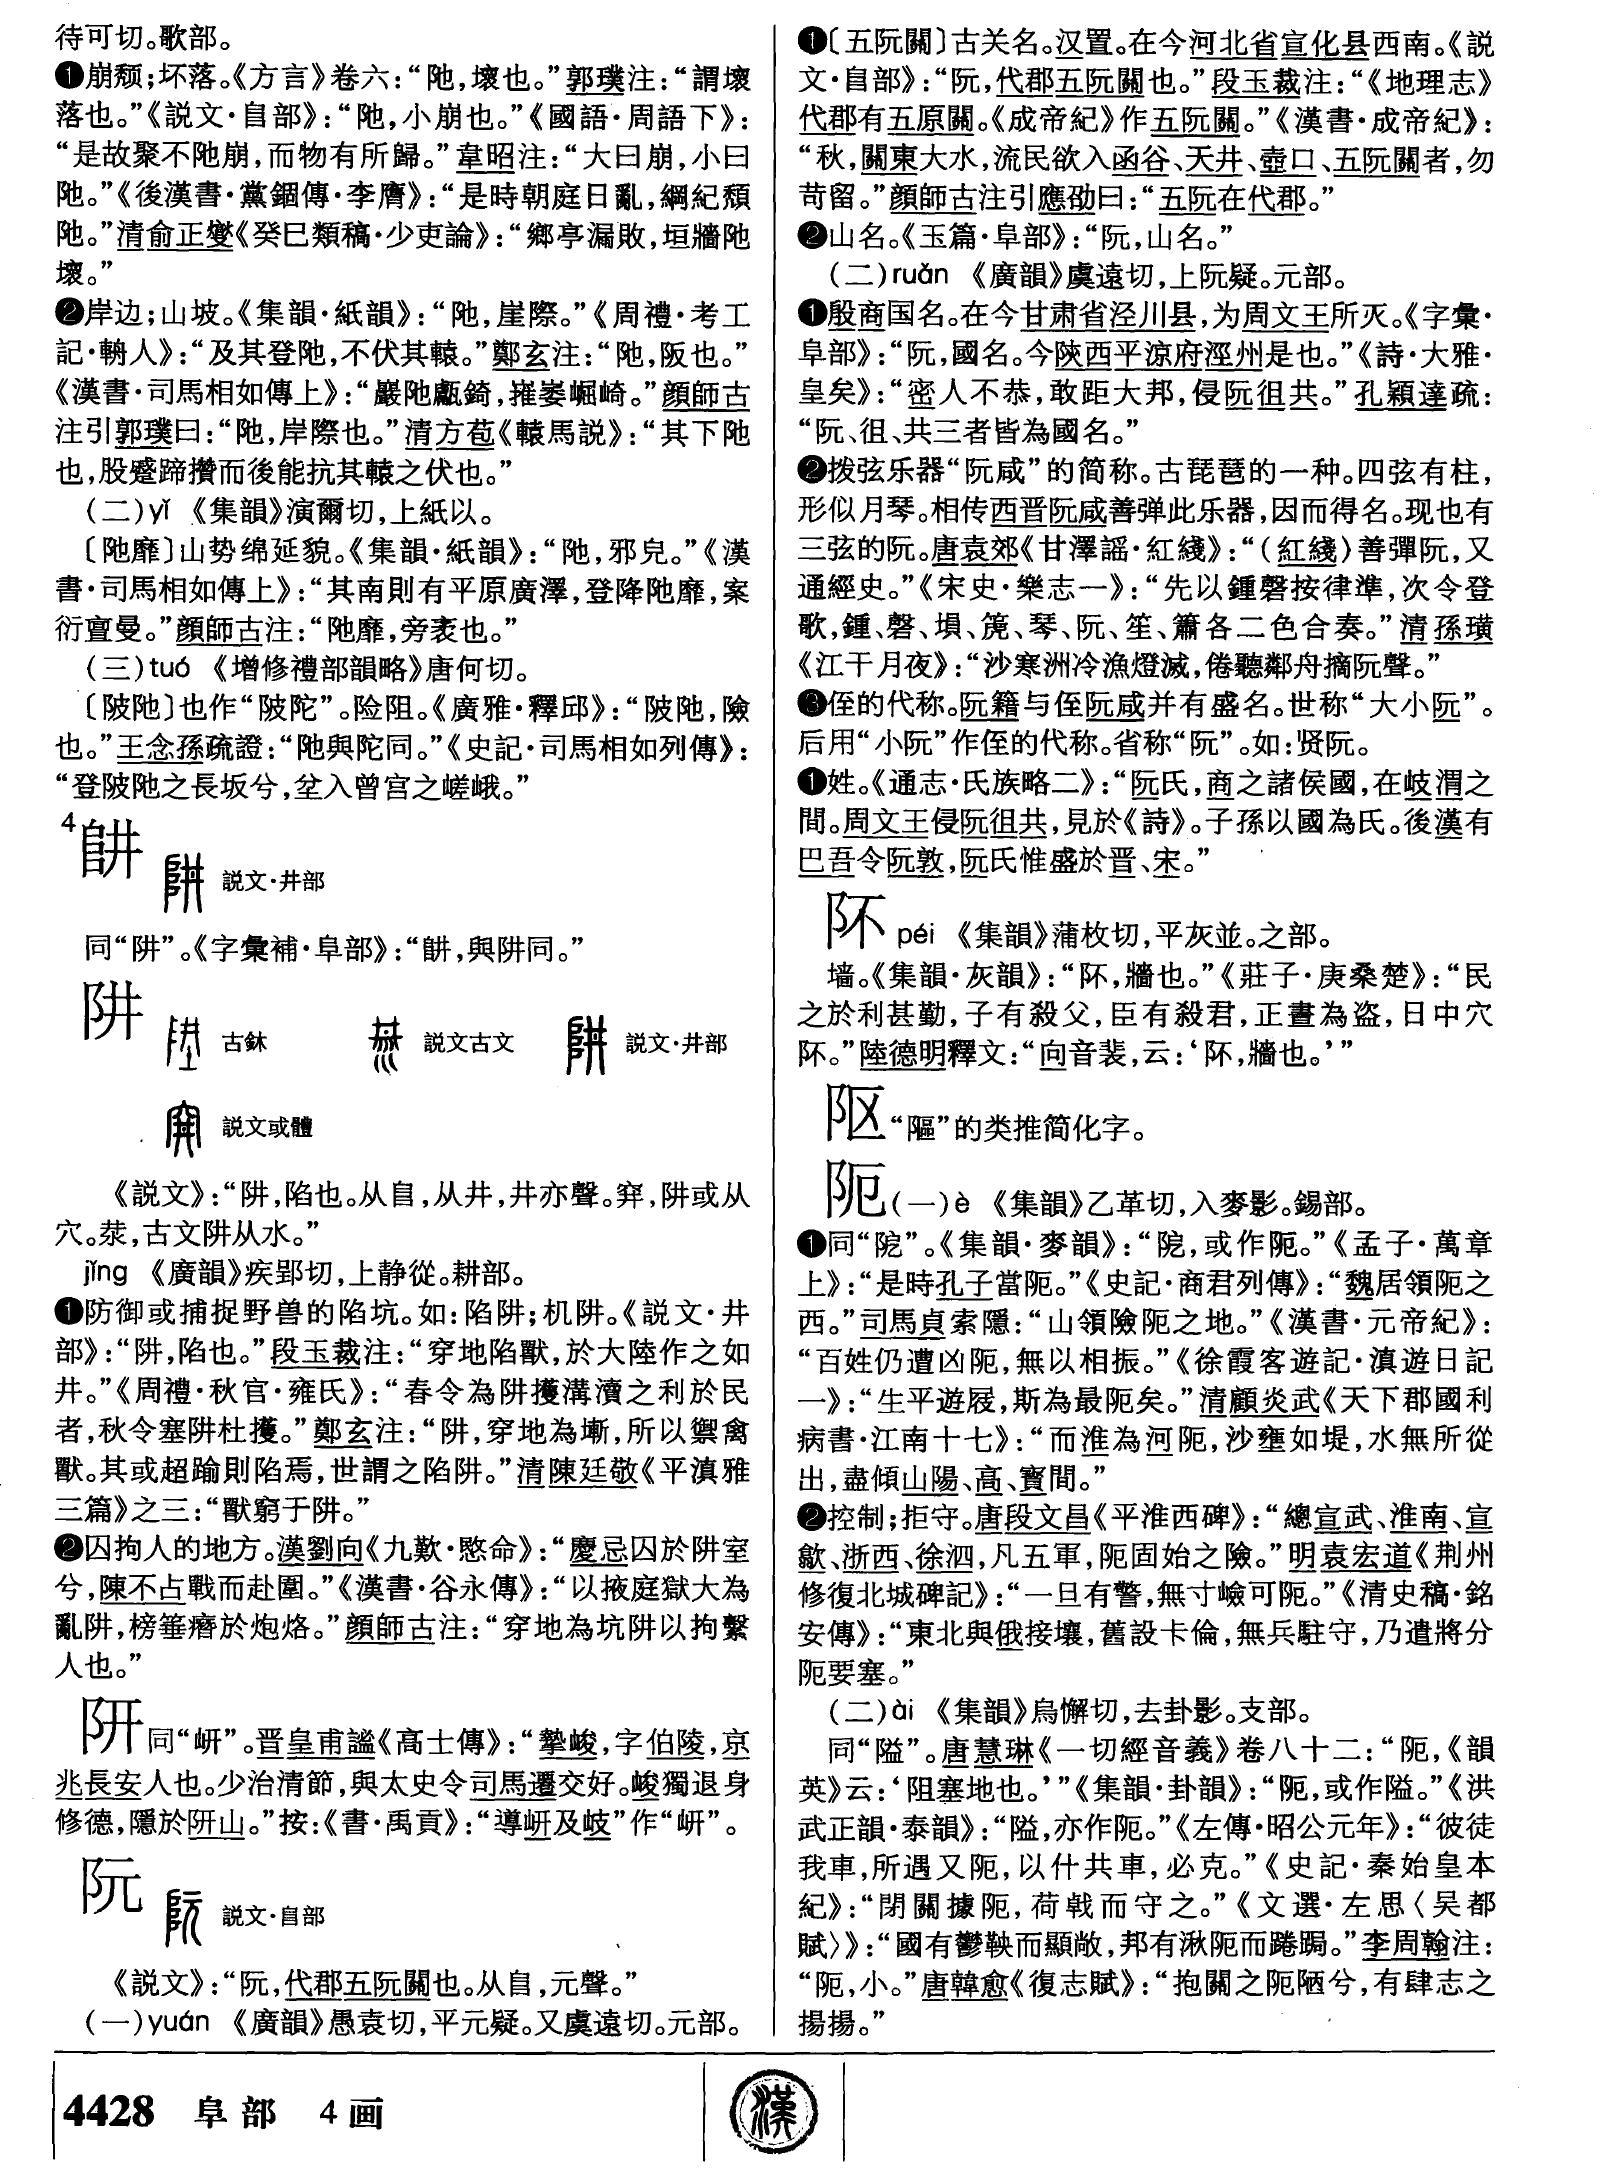 待可切。歌部。
❶崩颓；坏落。《方言》卷六：“阤，壞也。”郭璞注：“謂壞
落也。”《説文·𨸏部》：“阤，小崩也。”《國語·周語下》：
“是故聚不阤崩，而物有所歸。”韋昭注：“大曰崩，小曰
阤。”《後漢書·黨錮傳·李膺》：“是時朝庭日亂，綱紀頹
阤。”清俞正燮《癸巳類稿·少吏論》：“鄉亭漏敗，垣牆阤
壞。”
❷岸边；山坡。《集韻·紙韻》：“阤，崖際。”《周禮·考工
記·輈人》：“及其登阤，不伏其轅。”鄭玄注：“阤，阪也。”
《漢書·司馬相如傳上》：“巖阤甗錡，嶊崣崛崎。”顔師古
注引郭璞曰：“阤，岸際也。”清方苞《轅馬説》：“其下阤
也，股蹙蹄攢而後能抗其轅之伏也。”
（二）yǐ 《集韻》演爾切，上紙以。
〔阤靡〕山势绵延貌。《集韻·紙韻》：“阤，邪皃。”《漢
書·司馬相如傳上》：“其南則有平原廣澤，登降阤靡，案
衍亶曼。”顔師古注：“阤靡，旁袤也。”
（三）tuó 《增修禮部韻略》唐何切。
〔陂阤〕也作“陂陀”。险阻。《廣雅·釋邱》：“陂阤，險
也。”王念孫疏證：“阤與陀同。”《史記·司馬相如列傳》：
“登陂阤之長坂兮，坌入曾宫之嵯峨。”
4
𨸥 説文·井部
同“阱”。《字彙補·阜部》：“𨸥，與阱同。”
阱 古鉩 説文古文 説文·井部
説文或體
《説文》：“阱，陷也。从𨸏，从井，井亦聲。穽，阱或从
穴。汬，古文阱从水。”
jǐng 《廣韻》疾郢切，上静從。耕部。
❶防御或捕捉野兽的陷坑。如：陷阱；机阱。《説文·井
部》：“阱，陷也。”段玉裁注：“穿地陷獸，於大陸作之如
井。”《周禮·秋官·雍氏》：“春令為阱擭溝瀆之利於民
者，秋令塞阱杜擭。”鄭玄注：“阱，穿地為塹，所以禦禽
獸。其或超踰則陷焉，世謂之陷阱。”清陳廷敬《平滇雅
三篇》之三：“獸窮于阱。”
❷囚拘人的地方。漢劉向《九歎·愍命》：“慶忌囚於阱室
兮，陳不占戰而赴圍。”《漢書·谷永傳》：“以掖庭獄大為
亂阱，榜箠瘠於炮烙。”顔師古注：“穿地為坑阱以拘繫
人也。”
阱同“岍”。晋皇甫謐《高士傳》：“摯峻，字伯陵，京
兆長安人也。少治清節，與太史令司馬遷交好。峻獨退身
修德，隱於阱山。”按：《書·禹貢》：“導岍及岐”作“岍”。
阮 説文·𨸏部
《説文》：“阮，代郡五阮關也。从𨸏，元聲。”
（一）yuán 《廣韻》愚袁切，平元疑。又虞遠切。元部。
❶〔五阮關〕古关名。汉置。在今河北省宣化县西南。《説
文·𨸏部》：“阮，代郡五阮關也。”段玉裁注：“《地理志》
代郡有五原關。《成帝紀》作五阮關。”《漢書·成帝紀》：
“秋，關東大水，流民欲入函谷、天井、壺口、五阮關者，勿
苛留。”顔師古注引應劭曰：“五阮在代郡。”
❷山名。《玉篇·阜部》：“阮，山名。”
（二）ruǎn 《廣韻》虞遠切，上阮疑。元部。
❶殷商国名。在今甘肃省泾川县，为周文王所灭。《字彙·
阜部》：“阮，國名。今陝西平涼府涇州是也。”《詩·大雅·
皇矣》：“密人不恭，敢距大邦，侵阮徂共。”孔穎達疏：
“阮、徂、共三者皆為國名。”
❷拨弦乐器“阮咸”的简称。古琵琶的一种。四弦有柱，
形似月琴。相传西晋阮咸善弹此乐器，因而得名。现也有
三弦的阮。唐袁郊《甘澤謡·紅綫》：“（紅綫）善彈阮，又
通經史。”《宋史·樂志一》：“先以鍾磬按律準，次令登
歌，鍾、磬、塤、箎、琴、阮、笙、簫各二色合奏。”清孫璜
《江干月夜》：“沙寒洲冷漁燈滅，倦聽鄰舟摘阮聲。”
❸侄的代称。阮籍与侄阮咸并有盛名。世称“大小阮”。
后用“小阮”作侄的代称。省称“阮”。如：贤阮。
❶姓。《通志·氏族略二》：“阮氏，商之諸侯國，在岐渭之
間。周文王侵阮徂共，見於《詩》。子孫以國為氏。後漢有
巴吾令阮敦，阮氏惟盛於晋、宋。”
阫 péi 《集韻》蒲枚切，平灰並。之部。
墙。《集韻·灰韻》：“阫，牆也。”《莊子·庚桑楚》：“民
之於利甚勤，子有殺父，臣有殺君，正晝為盗，日中穴
阫。”陸德明釋文：“向音裴，云：‘阫，牆也。’”
𨸟“𨻻”的类推简化字。
阨（一）è 《集韻》乙革切，入麥影。錫部。
❶同“阸”。《集韻·麥韻》：“阸，或作阨。”《孟子·萬章
上》：“是時孔子當阨。”《史記·商君列傳》：“魏居領阨之
西。”司馬貞索隱：“山領險阨之地。”《漢書·元帝紀》：
“百姓仍遭凶阨，無以相振。”《徐霞客遊記·滇遊日記
一》：“生平遊屐，斯為最阨矣。”清顧炎武《天下郡國利
病書·江南十七》：“而淮為河阨，沙壅如堤，水無所從
出，盡傾山陽、高、寶間。”
❷控制；拒守。唐段文昌《平淮西碑》：“總宣武、淮南、宣
歙、浙西、徐泗，凡五軍，阨固始之險。”明袁宏道《荆州
修復北城碑記》：“一旦有警，無寸嶮可阨。”《清史稿·銘
安傳》：“東北與俄接壤，舊設卡倫，無兵駐守，乃遣將分
阨要塞。”
（二）ài 《集韻》烏懈切，去卦影。支部。
同“隘”。唐慧琳《一切經音義》卷八十二：“阨，《韻
英》云：‘阻塞地也。’”《集韻·卦韻》：“阨，或作隘。”《洪
武正韻·泰韻》：“隘，亦作阨。”《左傳·昭公元年》：“彼徒
我車，所遇又阨，以什共車，必克。”《史記·秦始皇本
紀》：“閉關據阨，荷戟而守之。”《文選·左思〈吴都
賦〉》：“國有鬱鞅而顯敞，邦有湫阨而踡跼。”李周翰注：
“阨，小。”唐韓愈《復志賦》：“抱關之阨陋兮，有肆志之
揚揚。”
4428 阜部 4画
漢